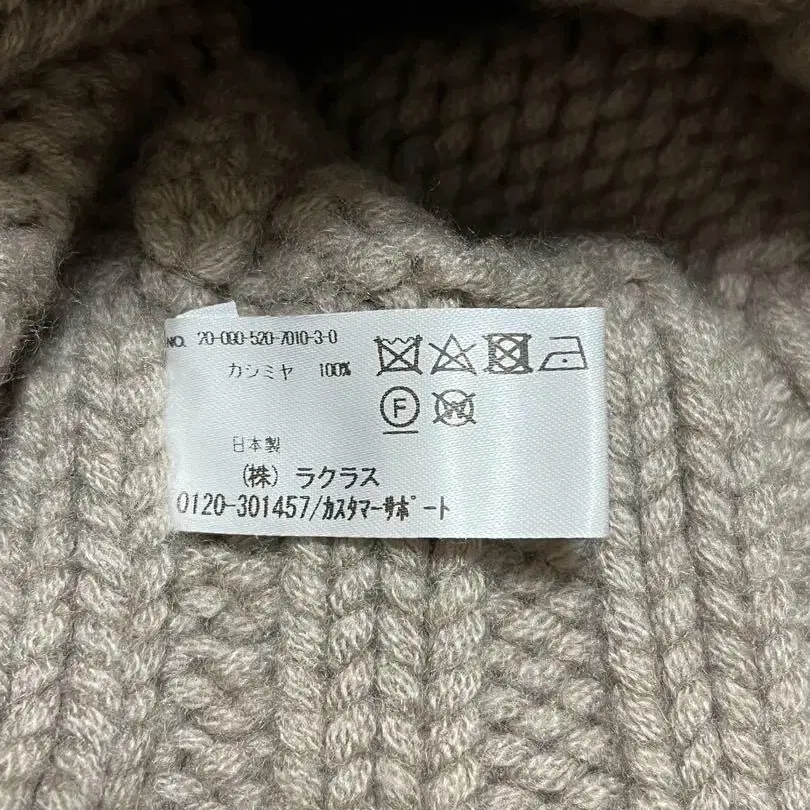 NO. 20-090-520-7010-3-0
カシミヤ 100%
F W
日本製
(株) ラクラス
0120-301457/カスタマーサポート